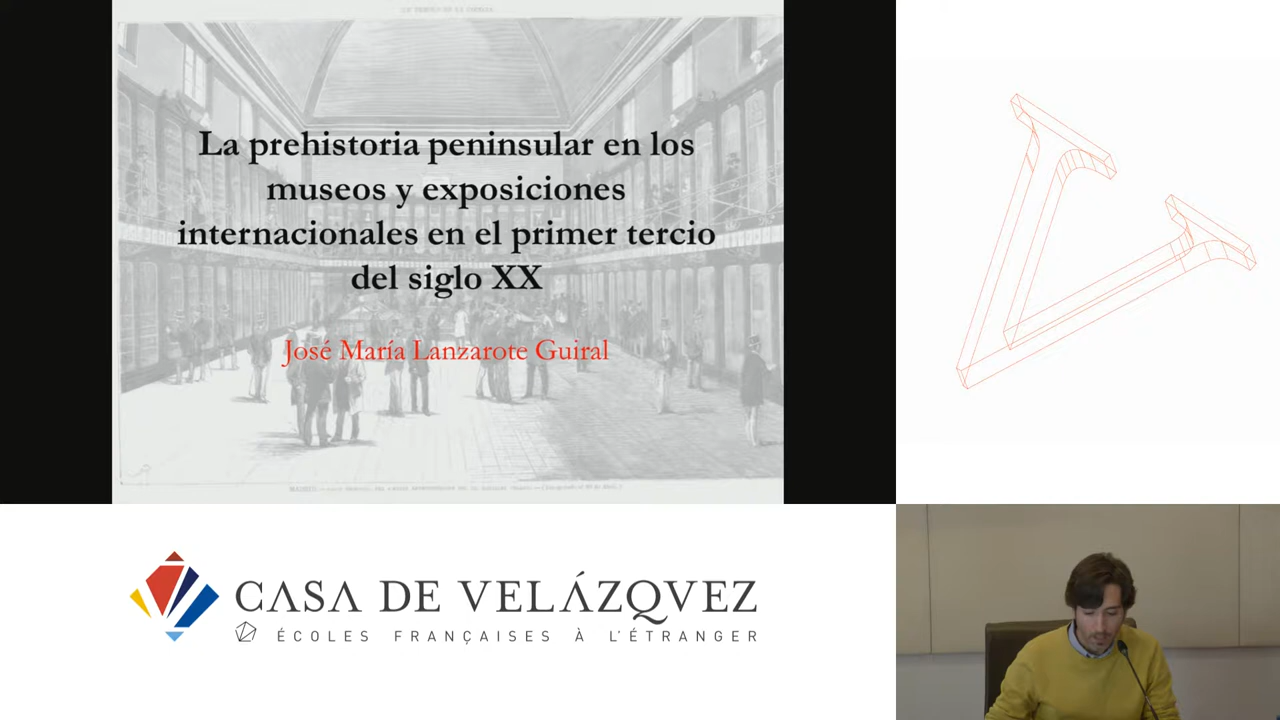 La prehistoria peninsular en los
museos y exposiciones
internacionales en el primer tercio
del siglo XX
José María Lanzarote Guiral
CASA DE VELÁZQVEZ
ÉCOLES FRANÇAISES À L'ÉTRANGER